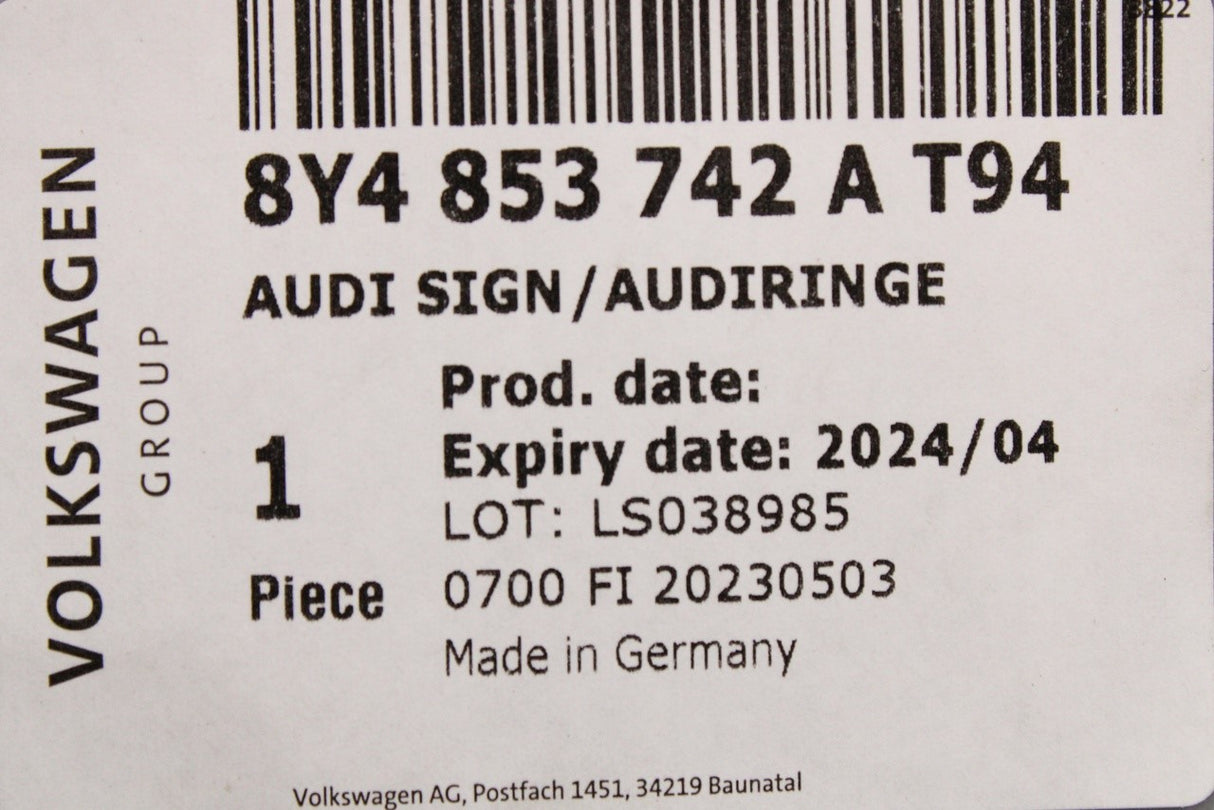 8Y4 853 742 A T94
AUDI SIGN/AUDIRINGE
Prod. date:
Expiry date: 2024/04
LOT: LS038985
0700 FI 20230503
Made in Germany
1
Piece
VOLKSWAGEN
GROUP
Volkswagen AG, Postfach 1451, 34219 Baunatal